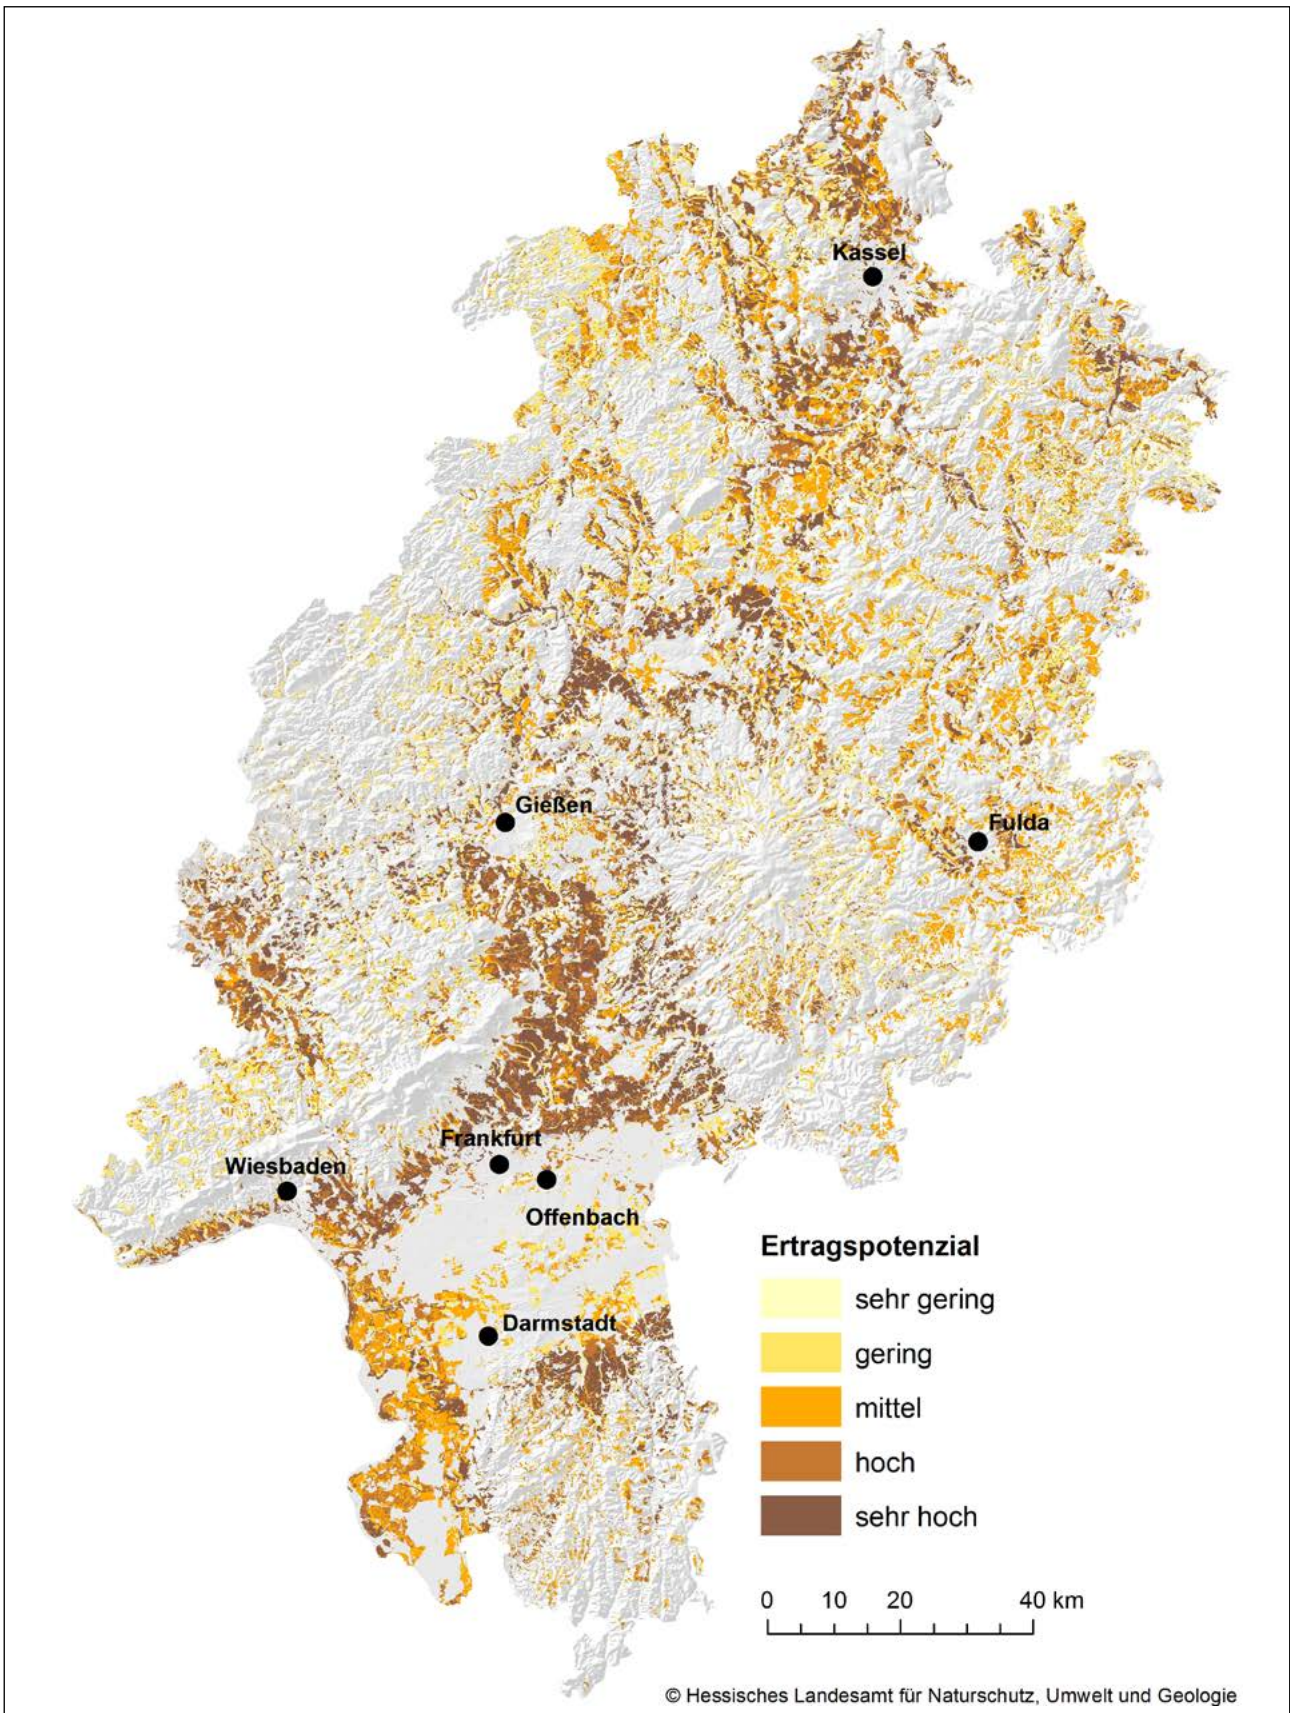 Kassel
Gießen
Fulda
Frankfurt
Wiesbaden
Offenbach
Darmstadt
Ertragspotenzial
sehr gering
gering
mittel
hoch
sehr hoch
0 10 20 40 km
© Hessisches Landesamt für Naturschutz, Umwelt und Geologie